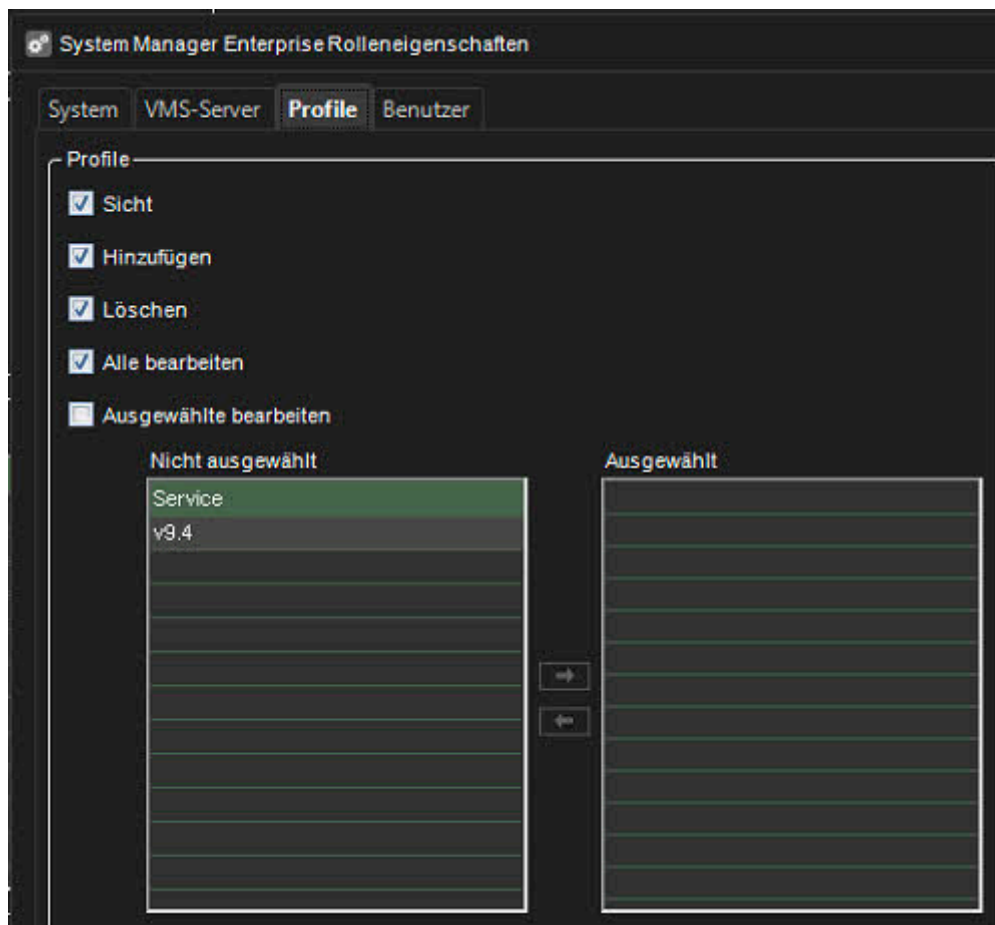 System Manager Enterprise Rolleneigenschaften
System VMS-Server Profile Benutzer
Profile
Sicht
Hinzufügen
Löschen
Alle bearbeiten
Ausgewählte bearbeiten
Nicht ausgewählt Ausgewählt
Service
v9.4